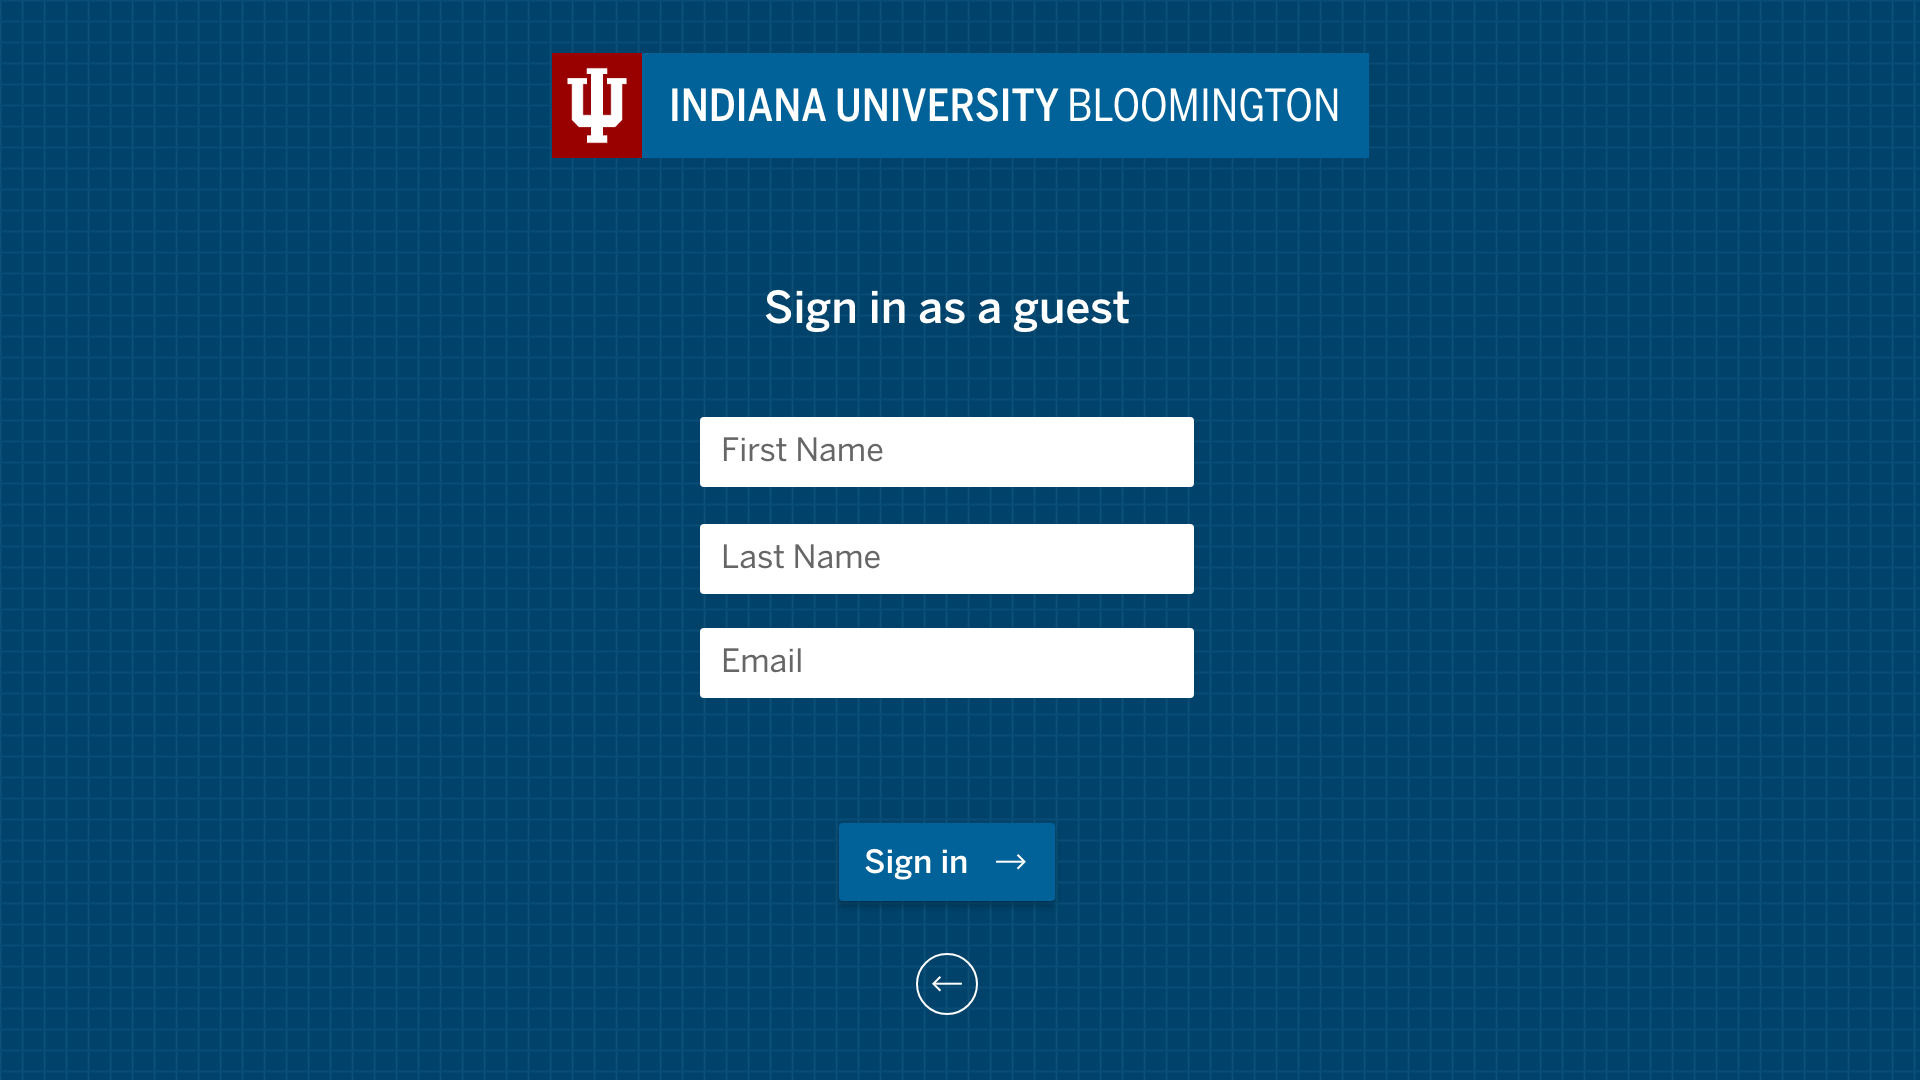 INDIANA UNIVERSITY BLOOMINGTON
Sign in as a guest
First Name
Last Name
Email
Sign in